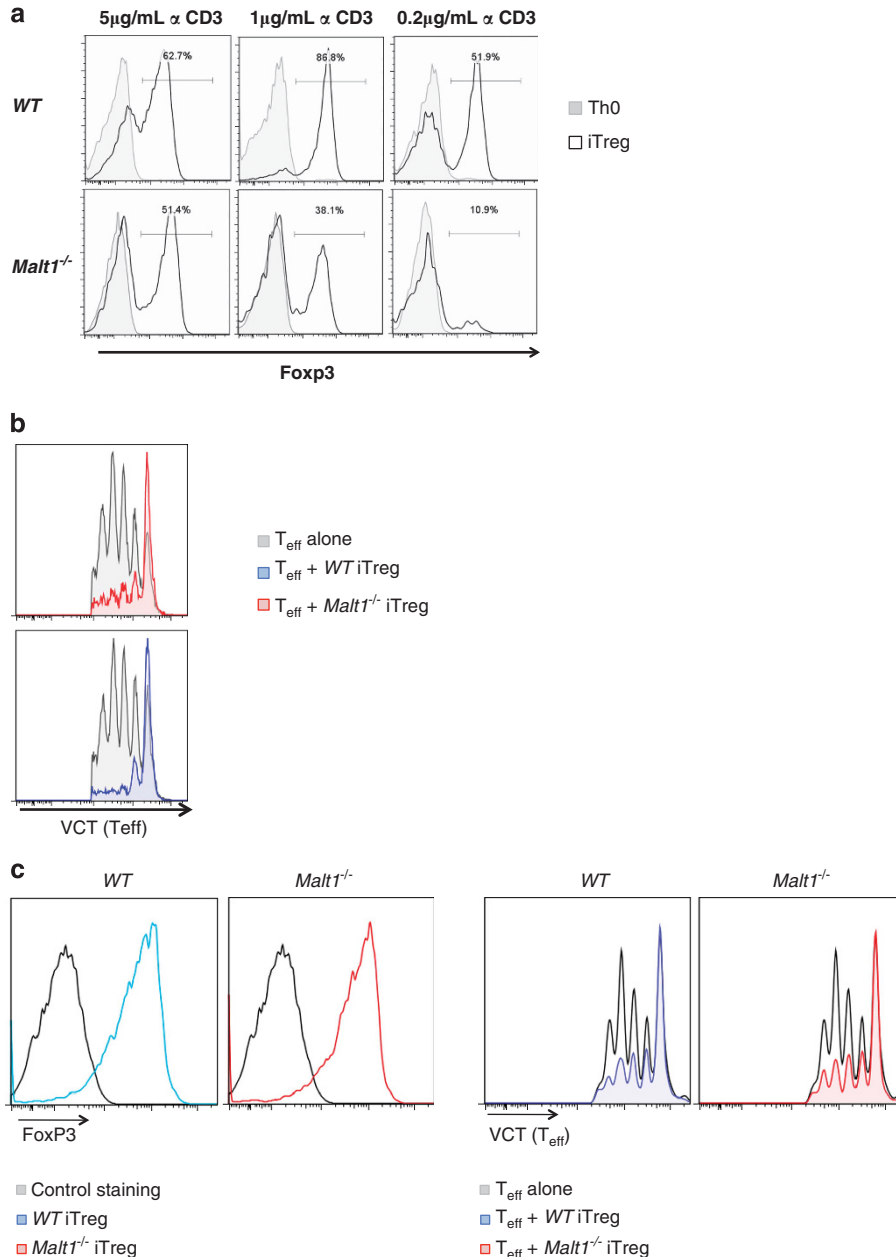 a
5μg/mL α CD3 1μg/mL α CD3 0.2μg/mL α CD3
WT
62.7% 86.8% 51.9%
Th0
iTreg
Malt1-/-
51.4% 38.1% 10.9%
Foxp3
b
Teff alone
Teff + WT iTreg
Teff + Malt1-/- iTreg
VCT (Teff)
c
WT Malt1-/- WT Malt1-/-
FoxP3 VCT (Teff)
Control staining
WT iTreg
Malt1-/- iTreg
Teff alone
Teff + WT iTreg
Teff + Malt1-/- iTreg